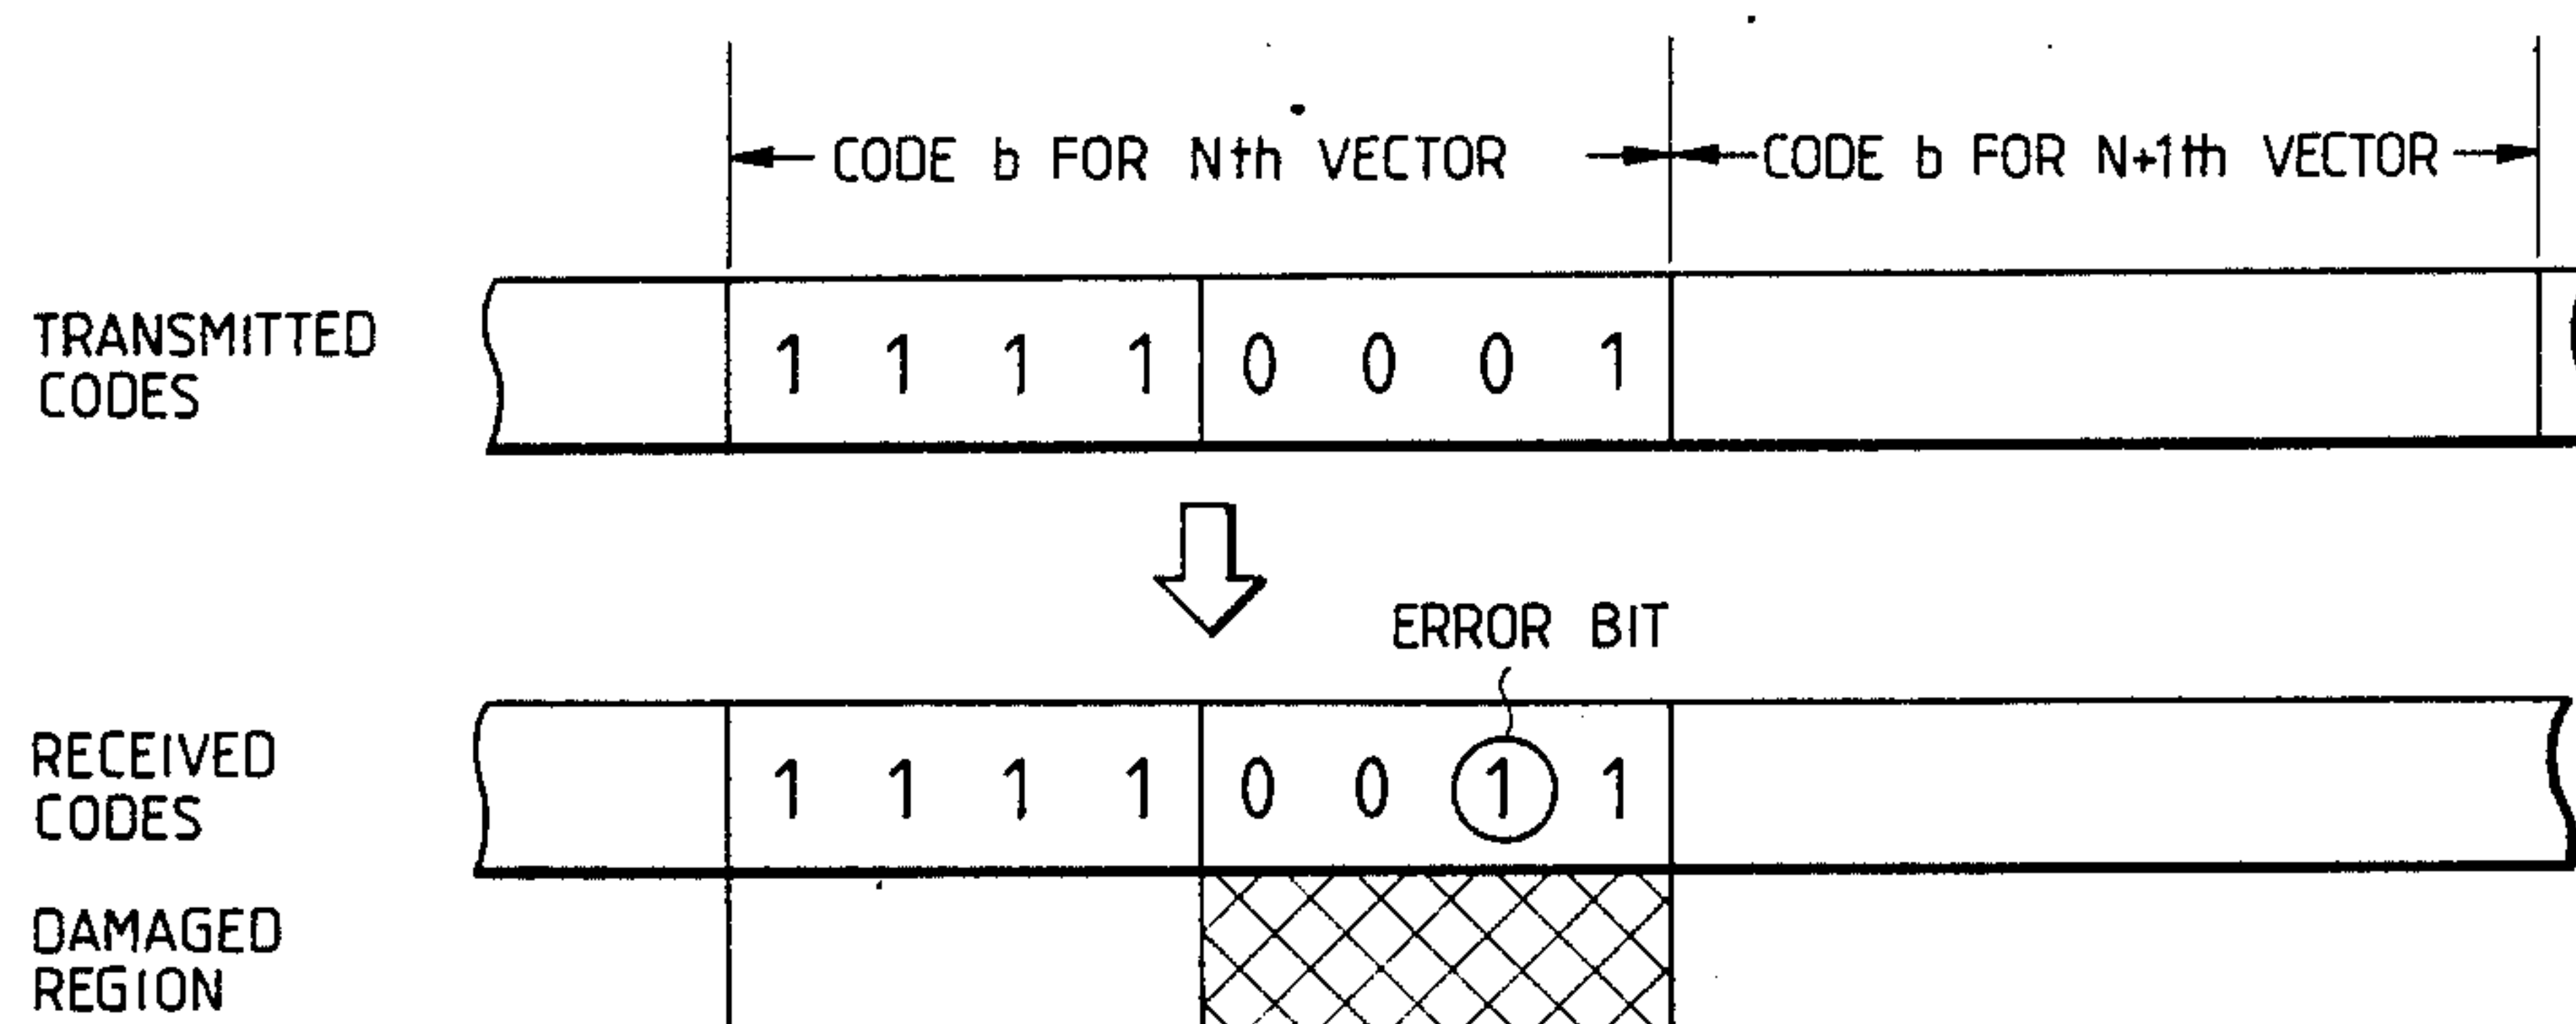 CODE b FOR Nth VECTOR
CODE b FOR N+1th VECTOR
TRANSMITTED
CODES
1 1 1 1 0 0 0 1
ERROR BIT
RECEIVED
CODES
1 1 1 1 0 0 1 1
DAMAGED
REGION